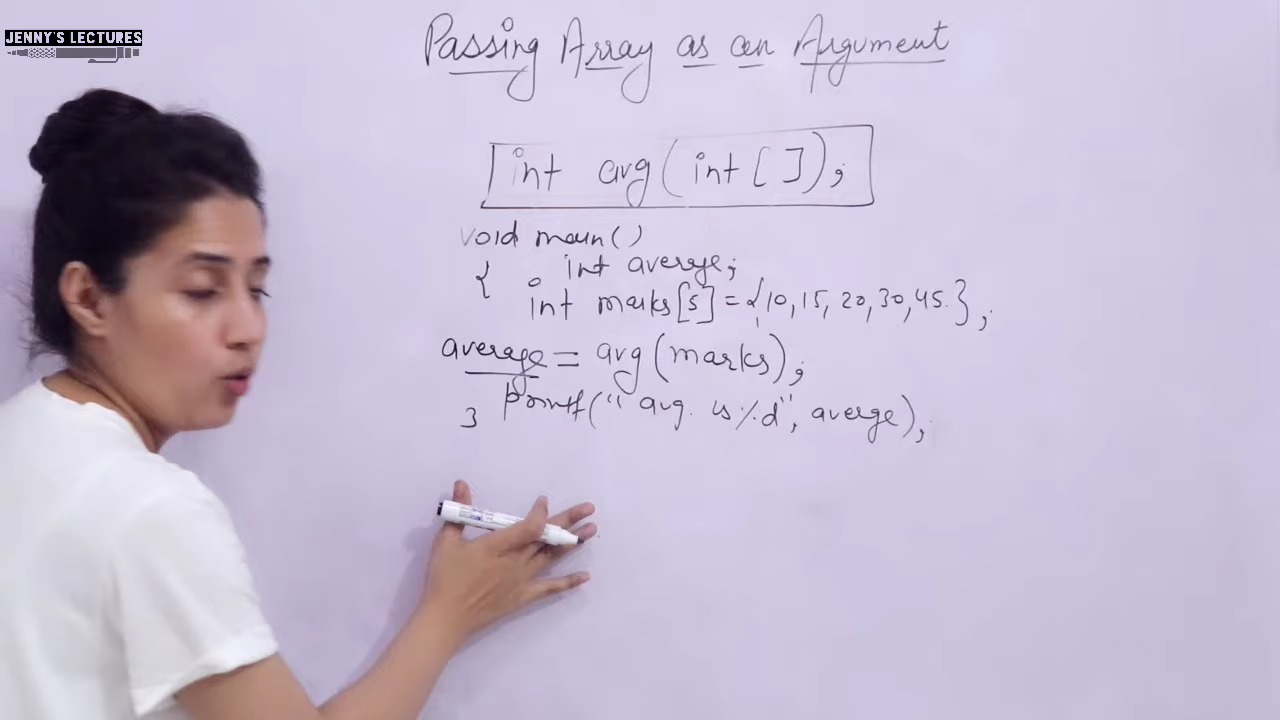 JENNY'S LECTURES
Passing Array as an Argument
int avg(int[ ]);
void main()
{ int average;
int marks[5] = {10, 15, 20, 30, 45.};
average = avg(marks);
} printf("avg. is %d", averge);